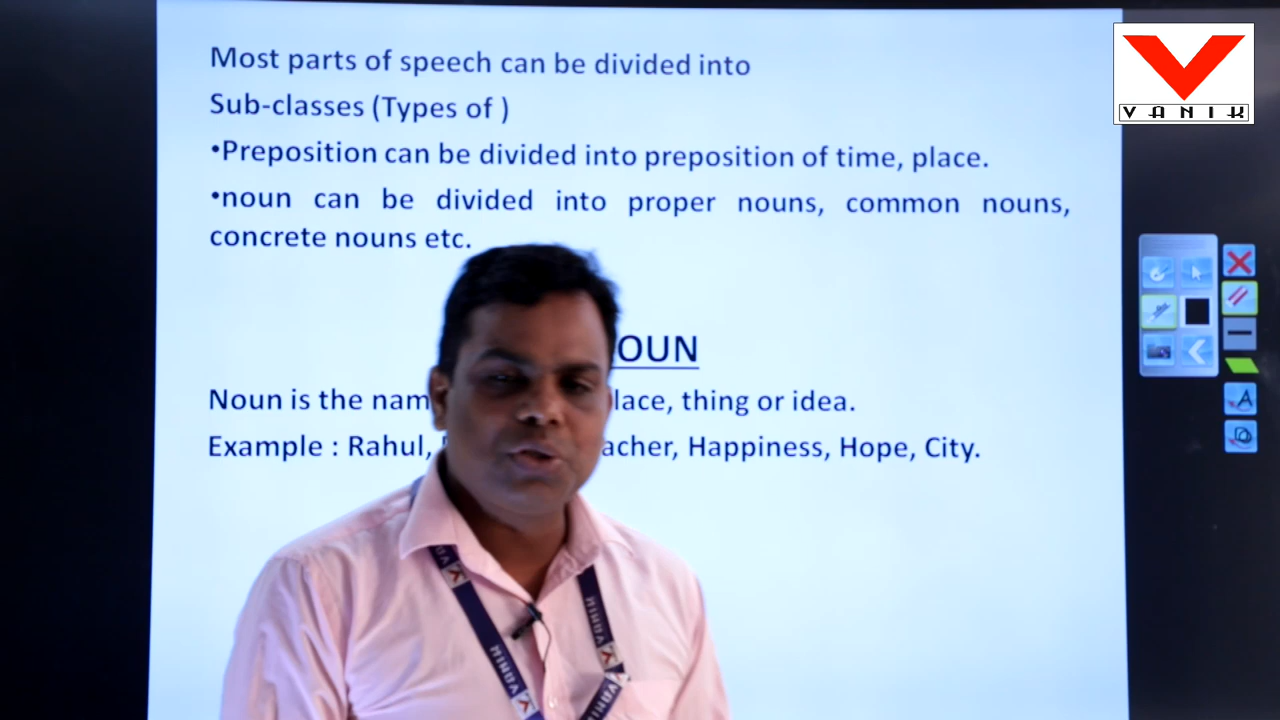 Most parts of speech can be divided into
Sub-classes (Types of )
•Preposition can be divided into preposition of time, place.
•noun can be divided into proper nouns, common nouns,
concrete nouns etc.
OUN
Noun is the nam lace, thing or idea.
Example : Rahul, acher, Happiness, Hope, City.
VANIK
A